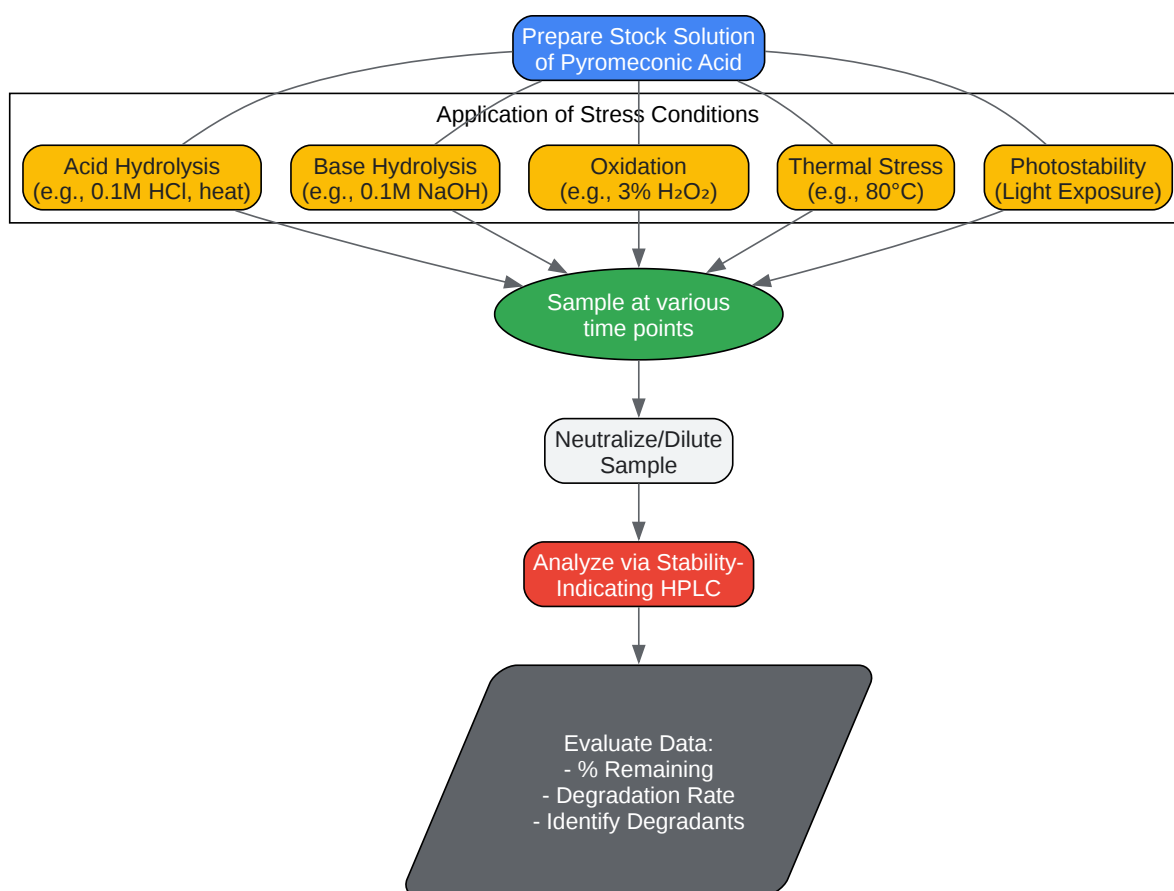 Prepare Stock Solution
of Pyromeconic Acid
Application of Stress Conditions
Acid Hydrolysis
(e.g., 0.1M HCl, heat)
Base Hydrolysis
(e.g., 0.1M NaOH)
Oxidation
(e.g., 3% H₂O₂)
Thermal Stress
(e.g., 80°C)
Photostability
(Light Exposure)
Sample at various
time points
Neutralize/Dilute
Sample
Analyze via Stability-
Indicating HPLC
Evaluate Data:
- % Remaining
- Degradation Rate
- Identify Degradants